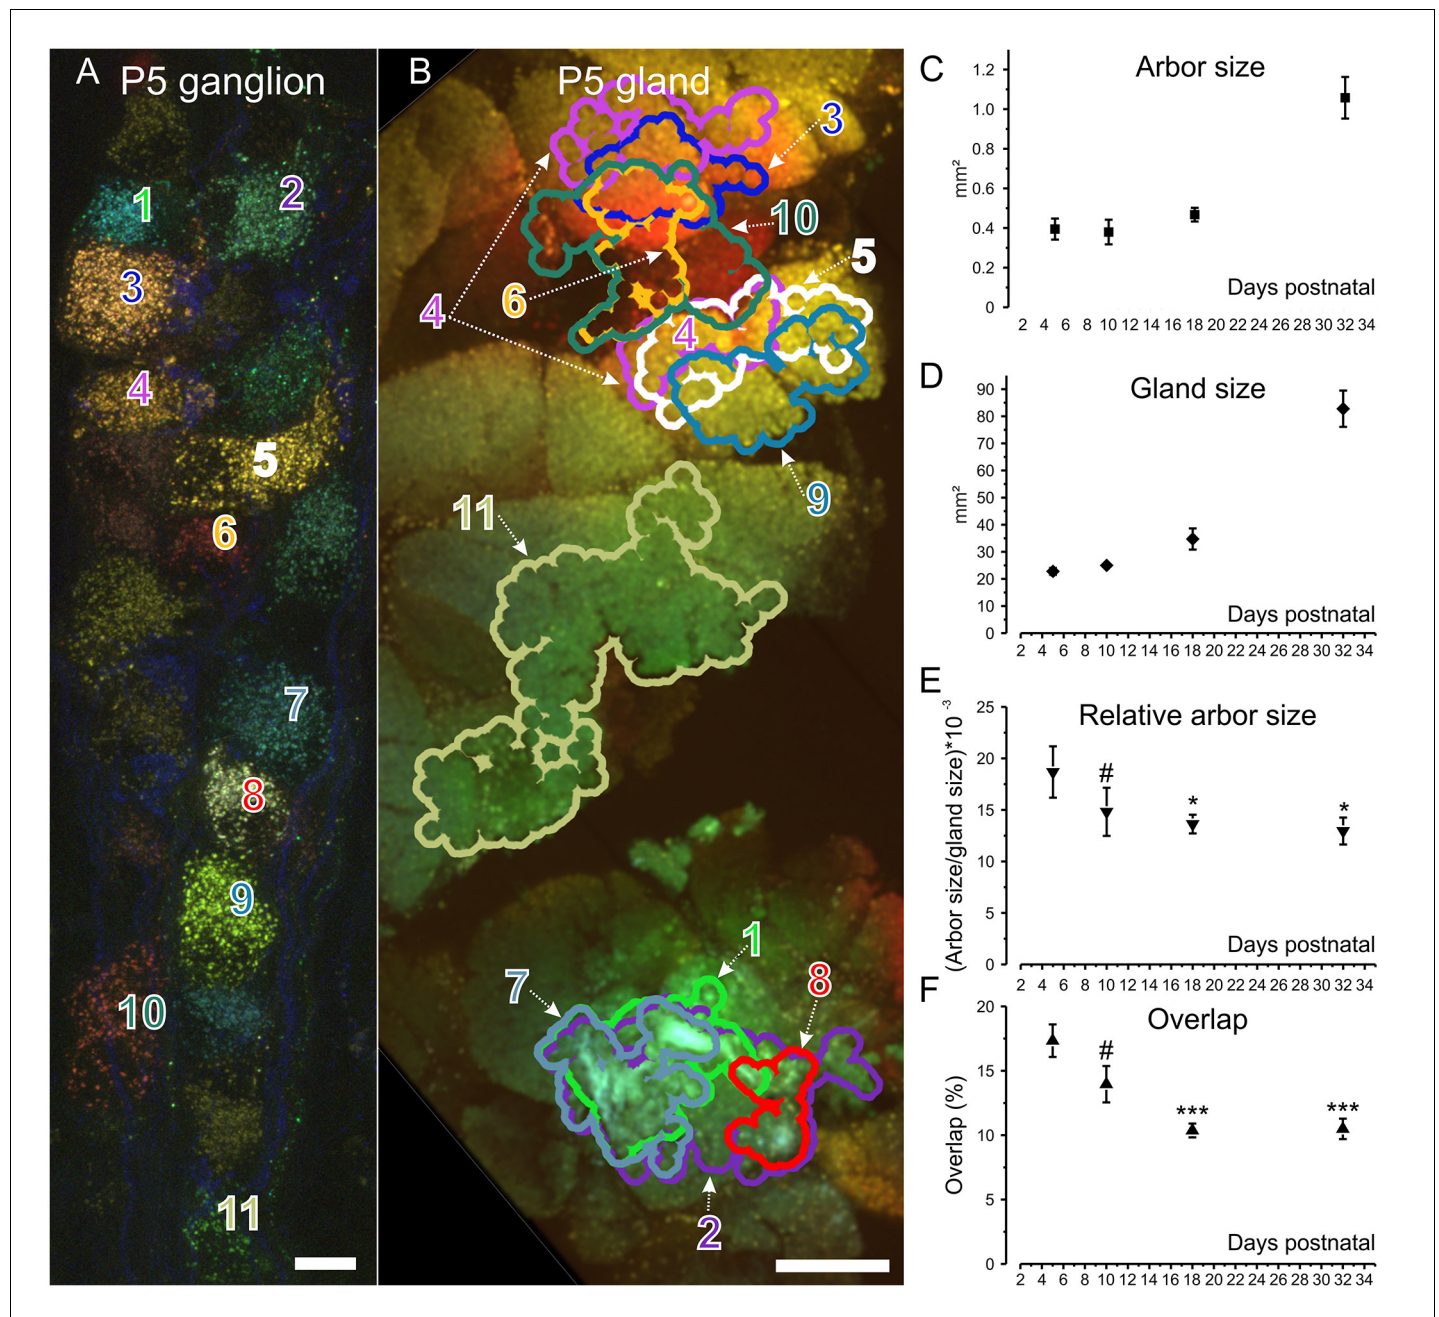 A P5 ganglion
1
2
3
4
5
6
7
8
9
10
11
B P5 gland
3
10
5
4
6
4
9
11
1
7
8
2
C Arbor size
mm²
1.2
1.0
0.8
0.6
0.4
0.2
0
Days postnatal
2 4 6 8 10 12 14 16 18 20 22 24 26 28 30 32 34
D Gland size
mm²
90
80
70
60
50
40
30
20
10
0
Days postnatal
2 4 6 8 10 12 14 16 18 20 22 24 26 28 30 32 34
E Relative arbor size
(Arbor size/gland size)*10⁻³
25
20
15
10
5
0
# * *
Days postnatal
2 4 6 8 10 12 14 16 18 20 22 24 26 28 30 32 34
F Overlap
Overlap (%)
20
15
10
5
0
# *** ***
Days postnatal
2 4 6 8 10 12 14 16 18 20 22 24 26 28 30 32 34